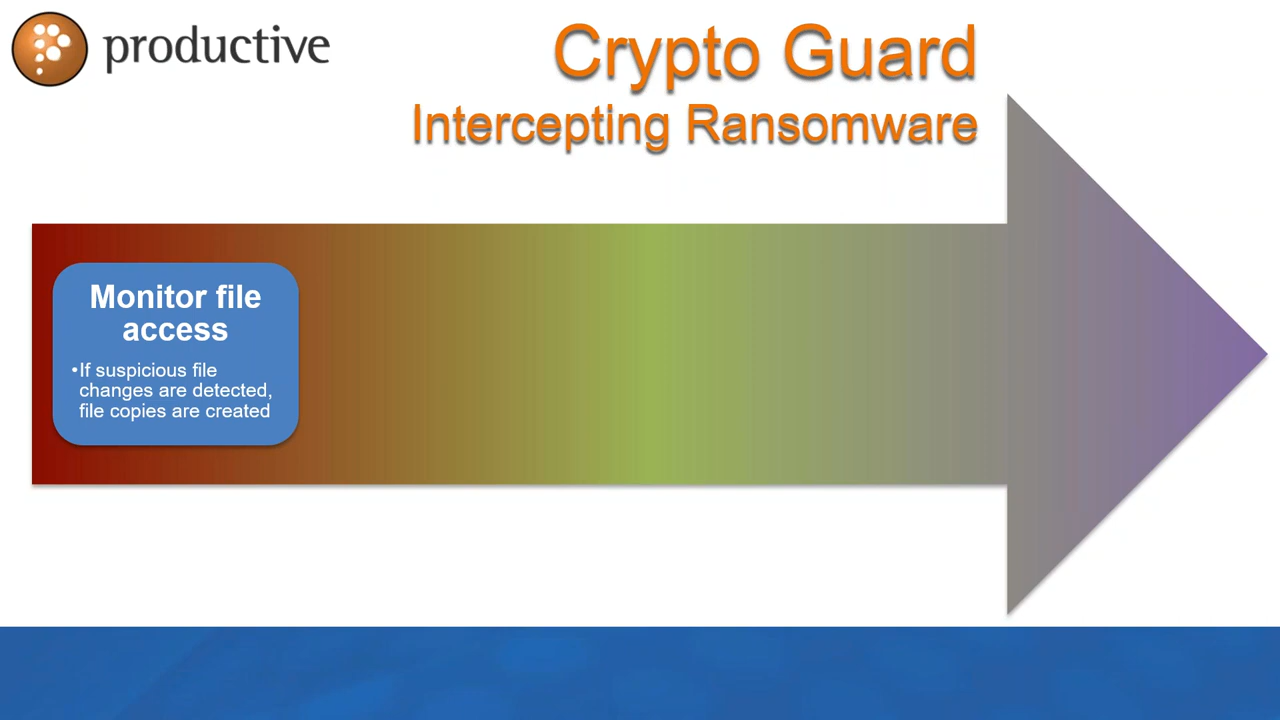 productive
Crypto Guard
Intercepting Ransomware
Monitor file
access
•If suspicious file
changes are detected,
file copies are created